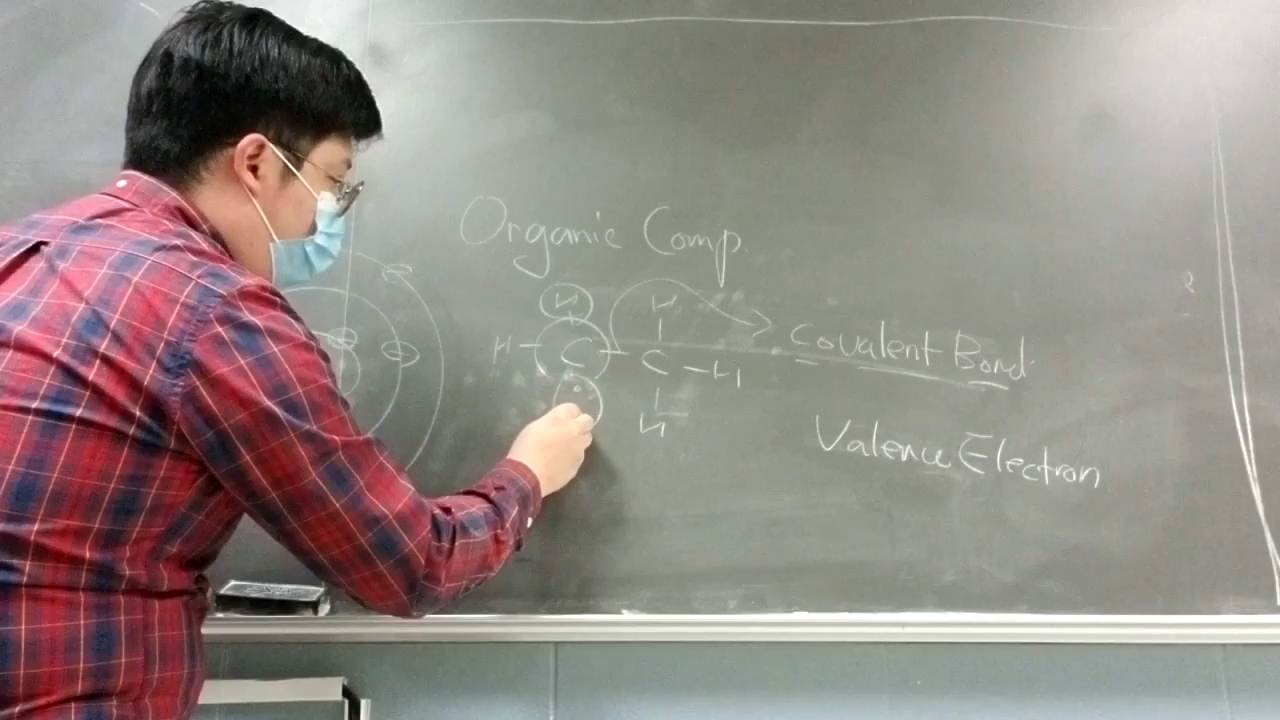 Organic Comp.
H H
H - C - C - H
H
Covalent Bond
Valence Electron